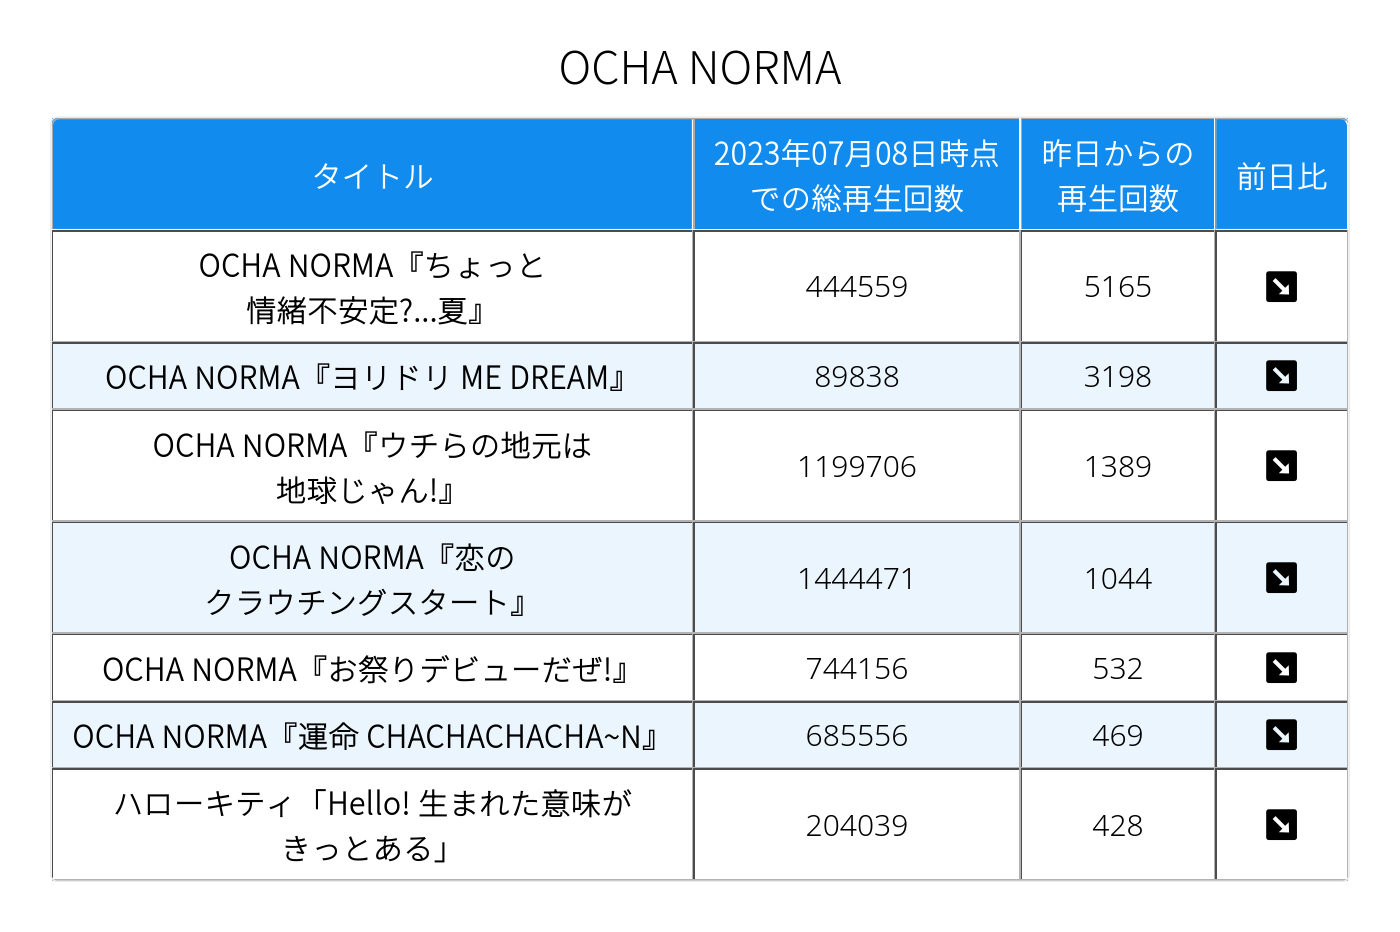 OCHA NORMA
タイトル
2023年07月08日時点
での総再生回数
昨日からの
再生回数
前日比
OCHA NORMA『ちょっと
情緒不安定?...夏』
444559
5165
OCHA NORMA『ヨリドリ ME DREAM』
89838
3198
OCHA NORMA『ウチらの地元は
地球じゃん!』
1199706
1389
OCHA NORMA『恋の
クラウチングスタート』
1444471
1044
OCHA NORMA『お祭りデビューだぜ!』
744156
532
OCHA NORMA『運命 CHACHACHACHA~N』
685556
469
ハローキティ「Hello! 生まれた意味が
きっとある」
204039
428